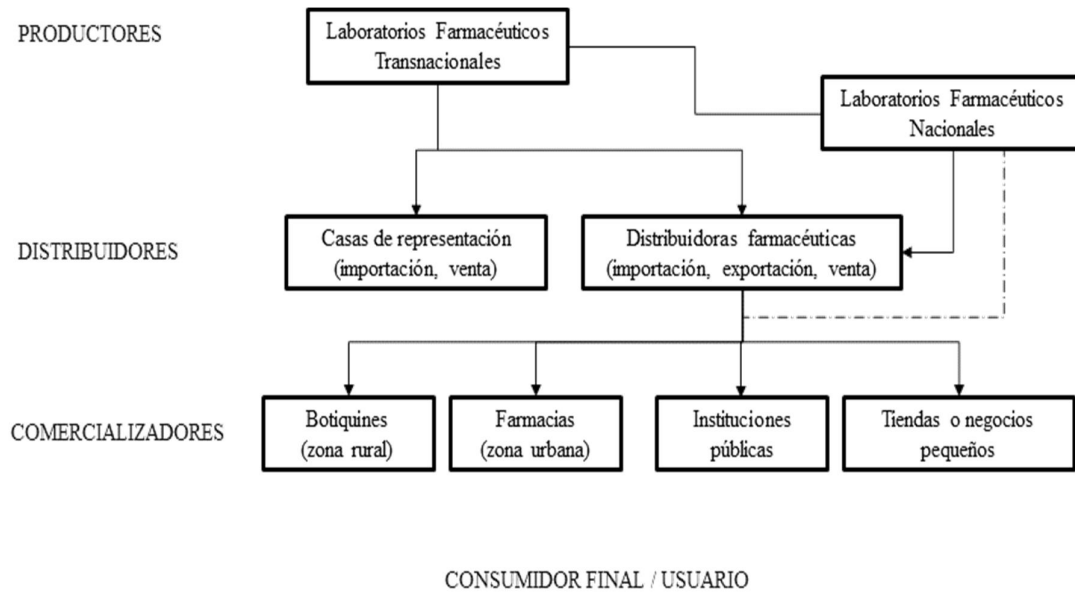 PRODUCTORES
Laboratorios Farmacéuticos
Transnacionales
Laboratorios Farmacéuticos
Nacionales
DISTRIBUIDORES
Casas de representación
(importación, venta)
Distribuidoras farmacéuticas
(importación, exportación, venta)
COMERCIALIZADORES
Botiquines
(zona rural)
Farmacias
(zona urbana)
Instituciones
públicas
Tiendas o negocios
pequeños
CONSUMIDOR FINAL / USUARIO